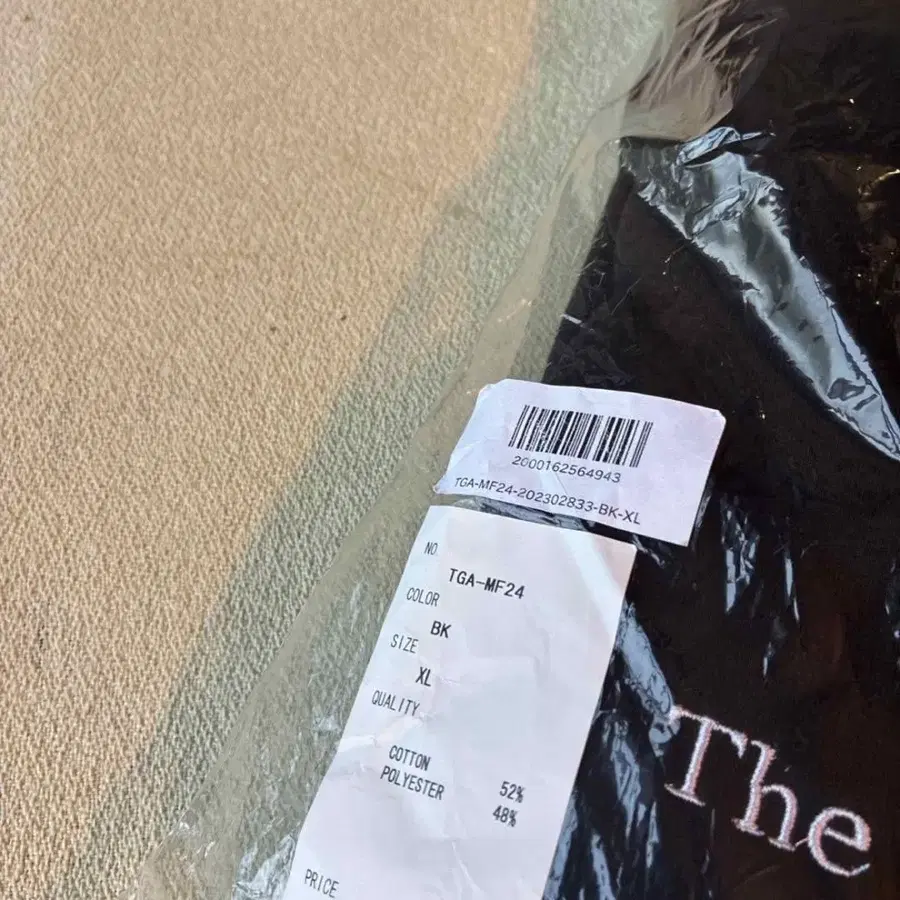 2000162564943
TGA-MF24-202302833-BK-XL
NO.
TGA-MF24
COLOR
BK
SIZE
XL
QUALITY
COTTON 52%
POLYESTER 48%
PRICE
The